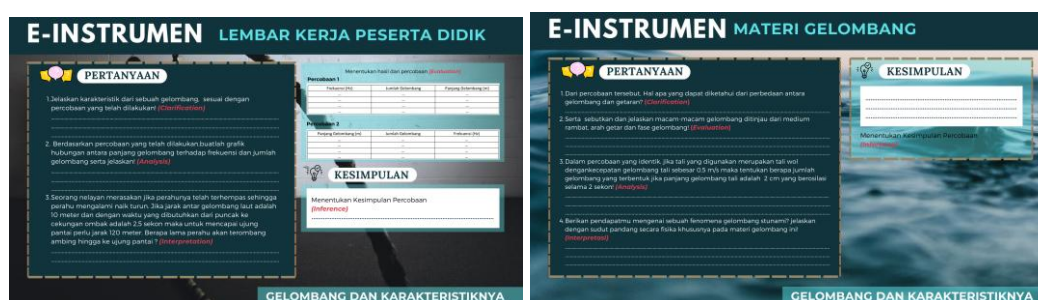 E-INSTRUMEN LEMBAR KERJA PESERTA DIDIK
PERTANYAAN
1.Jelaskan karakteristik dari sebuah gelombang, sesuai dengan
percobaan yang telah dilakukan! (Clarification)
2. Berdasarkan percobaan yang telah dilakukan,buatlah grafik
hubungan antara panjang gelombang terhadap frekuensi dan jumlah
gelombang serta jelaskan! (Analysis)
3.Seorang nelayan merasakan jika perahunya telah terhempas sehingga
perahu mengalami naik turun. Jika jarak antar gelombang laut adalah
10 meter dan dengan waktu yang dibutuhkan dari puncak ke
cekungan ombak adalah 2,5 sekon maka untuk mencapai ujung
pantai perlu jarak 120 meter. Berapa lama perahu akan terombang
ambing hingga ke ujung pantai ? (Interpretation)
Menentukan hasil dari percobaan (Evaluation)
Percobaan 1
Frekuensi (Hz) Jumlah Gelombang Panjang Gelombang (m)
Percobaan 2
Panjang Gelombang (m) Jumlah Gelombang Frekuensi (Hz)
KESIMPULAN
Menentukan Kesimpulan Percobaan
(Inference)
GELOMBANG DAN KARAKTERISTIKNYA
E-INSTRUMEN MATERI GELOMBANG
PERTANYAAN
1.Dari percobaan tersebut, Hal apa yang dapat diketahui dari perbedaan antara
gelombang dan getaran? (Clarification)
2.Serta sebutkan dan jelaskan macam-macam gelombang ditinjau dari medium
rambat, arah getar dan fase gelombang! (Evaluation)
3.Dalam percobaan yang identik, jika tali yang digunakan merupakan tali wol
dengankecepatan gelombang tali sebesar 0,5 m/s maka tentukan berapa jumlah
gelombang yang terbentuk jika panjang gelombang tali adalah 2 cm yang berosilasi
selama 2 sekon! (Analysis)
4.Berikan pendapatmu mengenai sebuah fenomena gelombang stunami? jelaskan
dengan sudut pandang secara fisika khususnya pada materi gelombang ini!
(Interpretasi)
KESIMPULAN
Menentukan Kesimpulan Percobaan
(Inference)
GELOMBANG DAN KARAKTERISTIKNYA